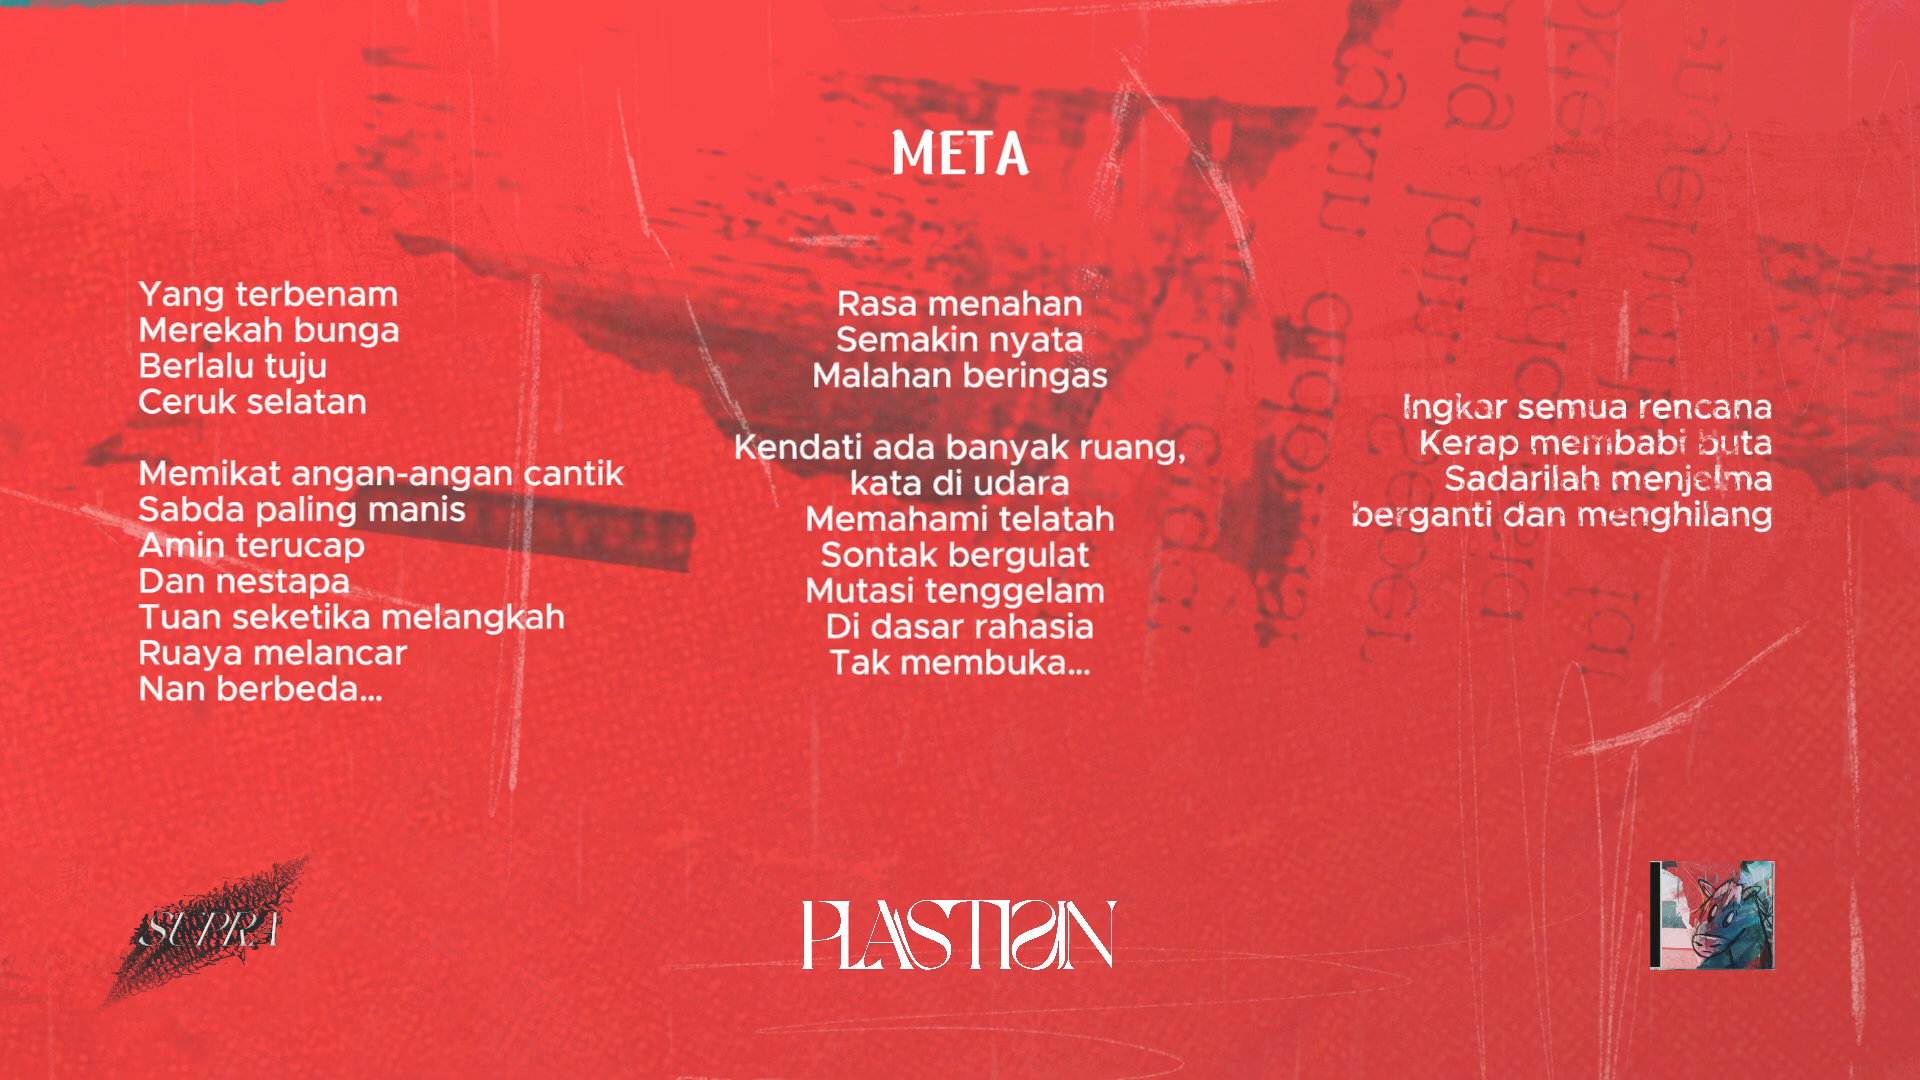 META
Yang terbenam
Merekah bunga
Berlalu tuju
Ceruk selatan
Memikat angan-angan cantik
Sabda paling manis
Amin terucap
Dan nestapa
Tuan seketika melangkah
Ruaya melancar
Nan berbeda...
Rasa menahan
Semakin nyata
Malahan beringas
Kendati ada banyak ruang,
kata di udara
Memahami telatah
Sontak bergulat
Mutasi tenggelam
Di dasar rahasia
Tak membuka...
Ingkar semua rencana
Kerap membabi buta
Sadarilah menjelma
berganti dan menghilang
SUPRA
PLASTISIN